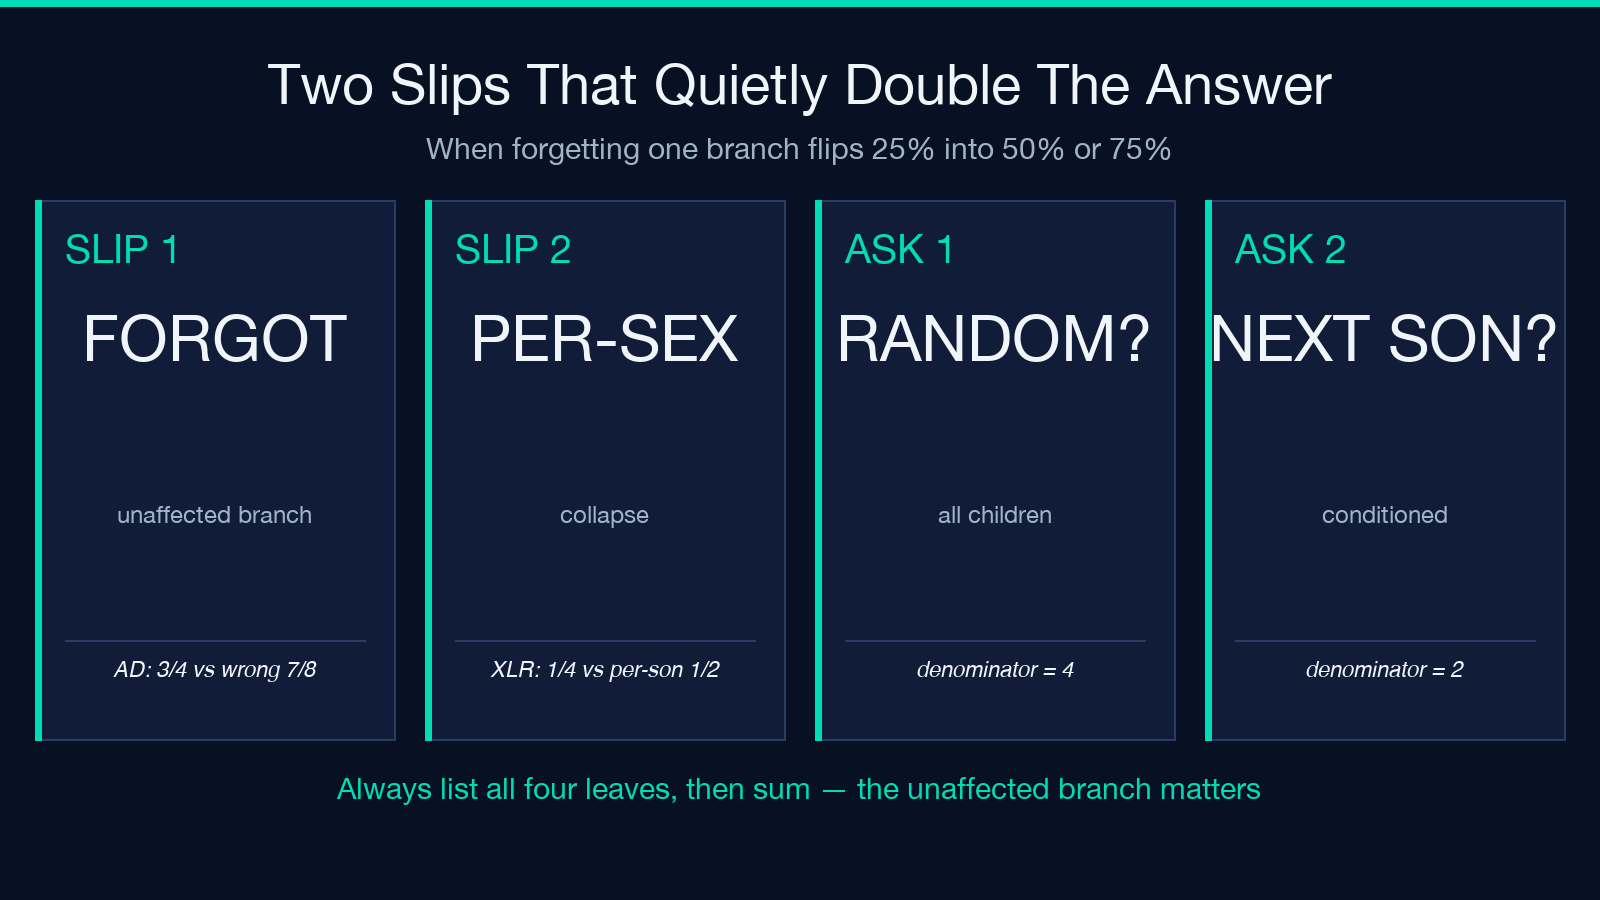 Two Slips That Quietly Double The Answer
When forgetting one branch flips 25% into 50% or 75%
SLIP 1
FORGOT
unaffected branch
AD: 3/4 vs wrong 7/8
SLIP 2
PER-SEX
collapse
XLR: 1/4 vs per-son 1/2
ASK 1
RANDOM?
all children
denominator = 4
ASK 2
NEXT SON?
conditioned
denominator = 2
Always list all four leaves, then sum — the unaffected branch matters